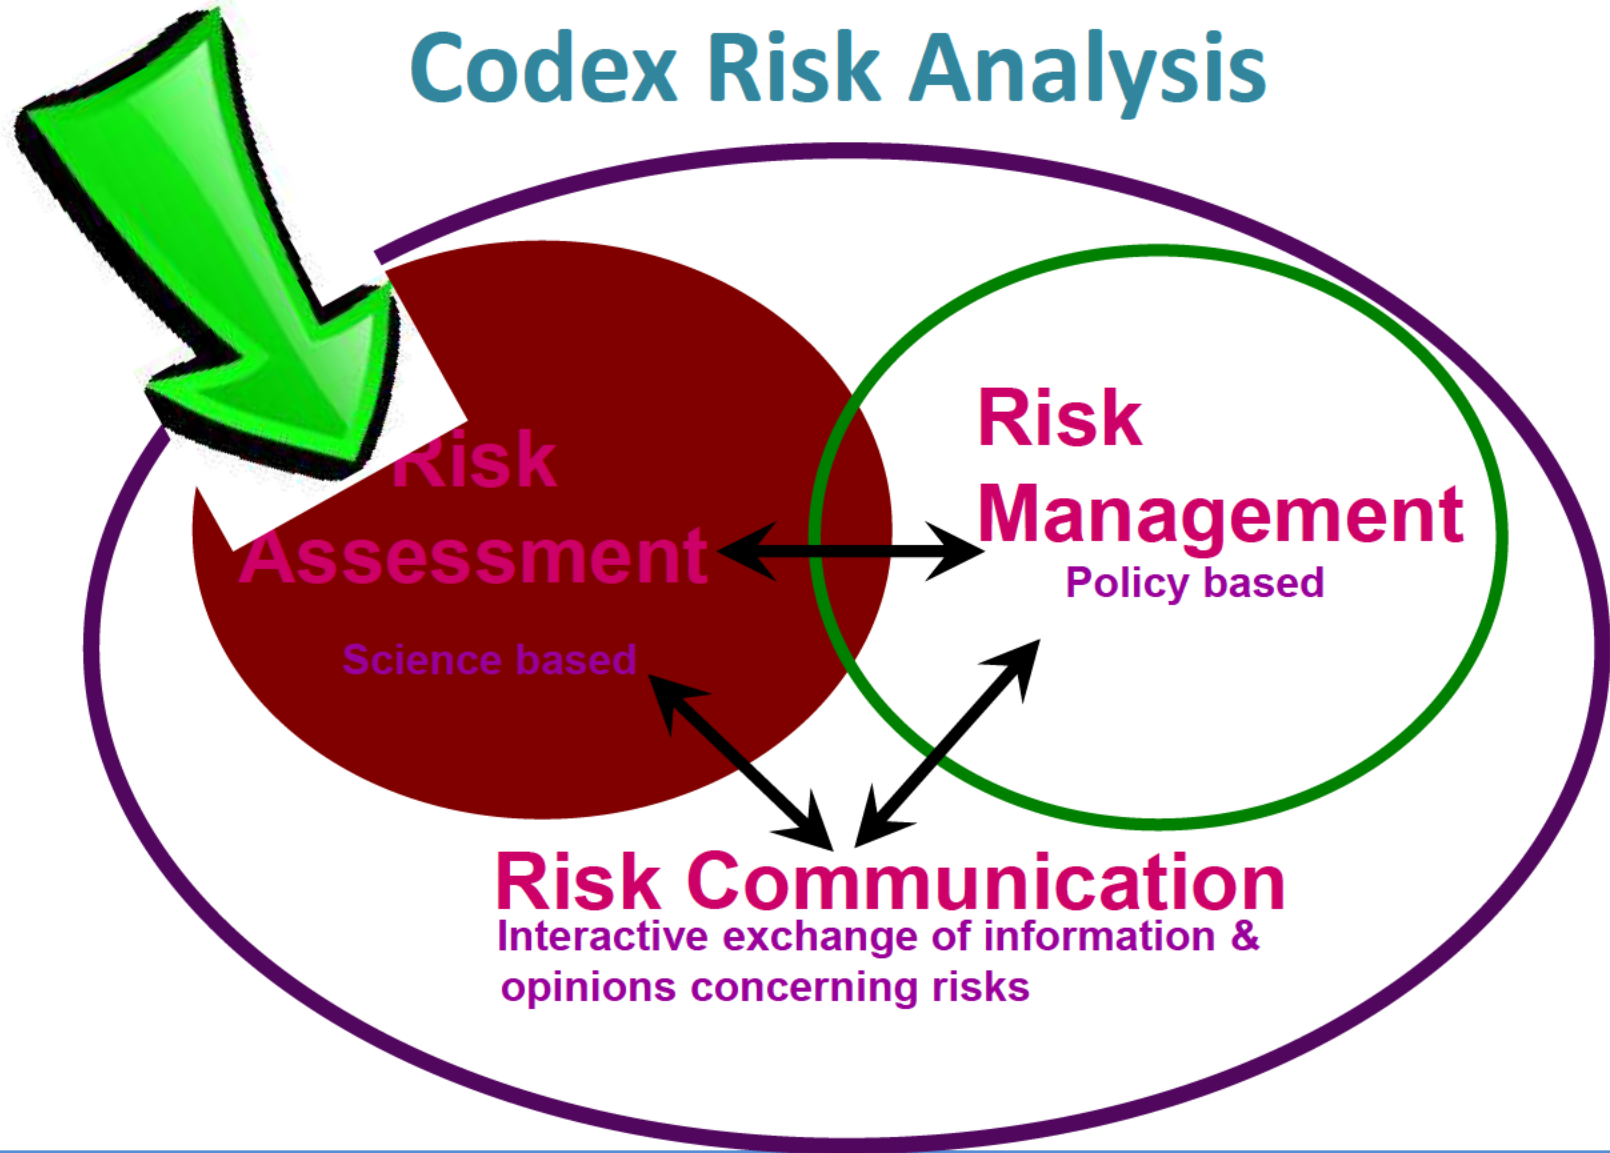 Codex Risk Analysis
Risk
Assessment
Science based
Risk
Management
Policy based
Risk Communication
Interactive exchange of information &
opinions concerning risks